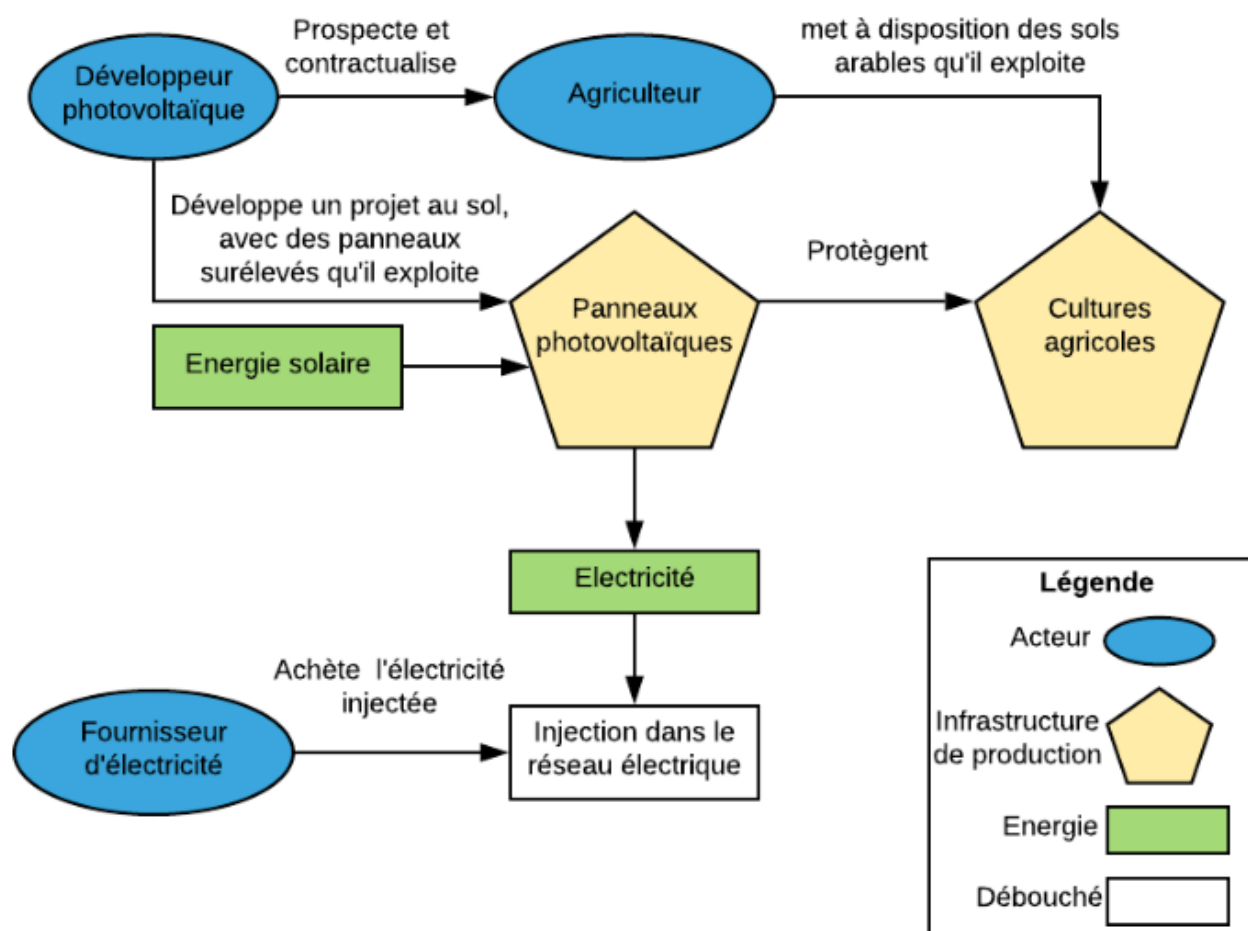 Développeur
photovoltaïque
Prospecte et
contractualise
Agriculteur
met à disposition des sols
arables qu'il exploite
Développe un projet au sol,
avec des panneaux
surélevés qu'il exploite
Panneaux
photovoltaïques
Protègent
Cultures
agricoles
Energie solaire
Electricité
Achète l'électricité
injectée
Fournisseur
d'électricité
Injection dans le
réseau électrique
Légende
Acteur
Infrastructure
de production
Energie
Débouché